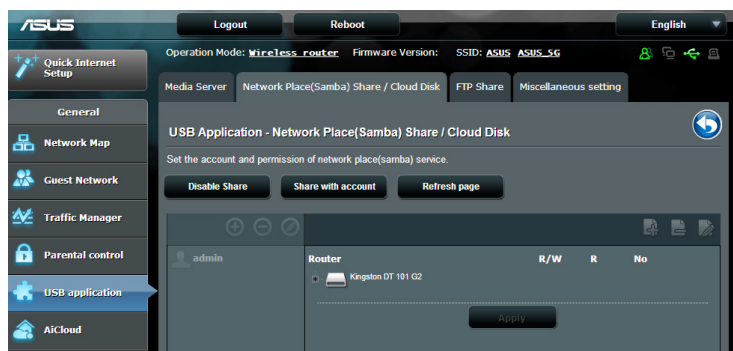 ASUS
Logout
Reboot
English
Quick Internet
Setup
Operation Mode: Wireless router Firmware Version: SSID: ASUS ASUS_5G
Media Server
Network Place(Samba) Share / Cloud Disk
FTP Share
Miscellaneous setting
General
Network Map
Guest Network
Traffic Manager
Parental control
USB application
AiCloud
USB Application - Network Place(Samba) Share / Cloud Disk
Set the account and permission of network place(samba) service.
Disable Share
Share with account
Refresh page
admin
Router R/W R No
Kingston DT 101 G2
Apply